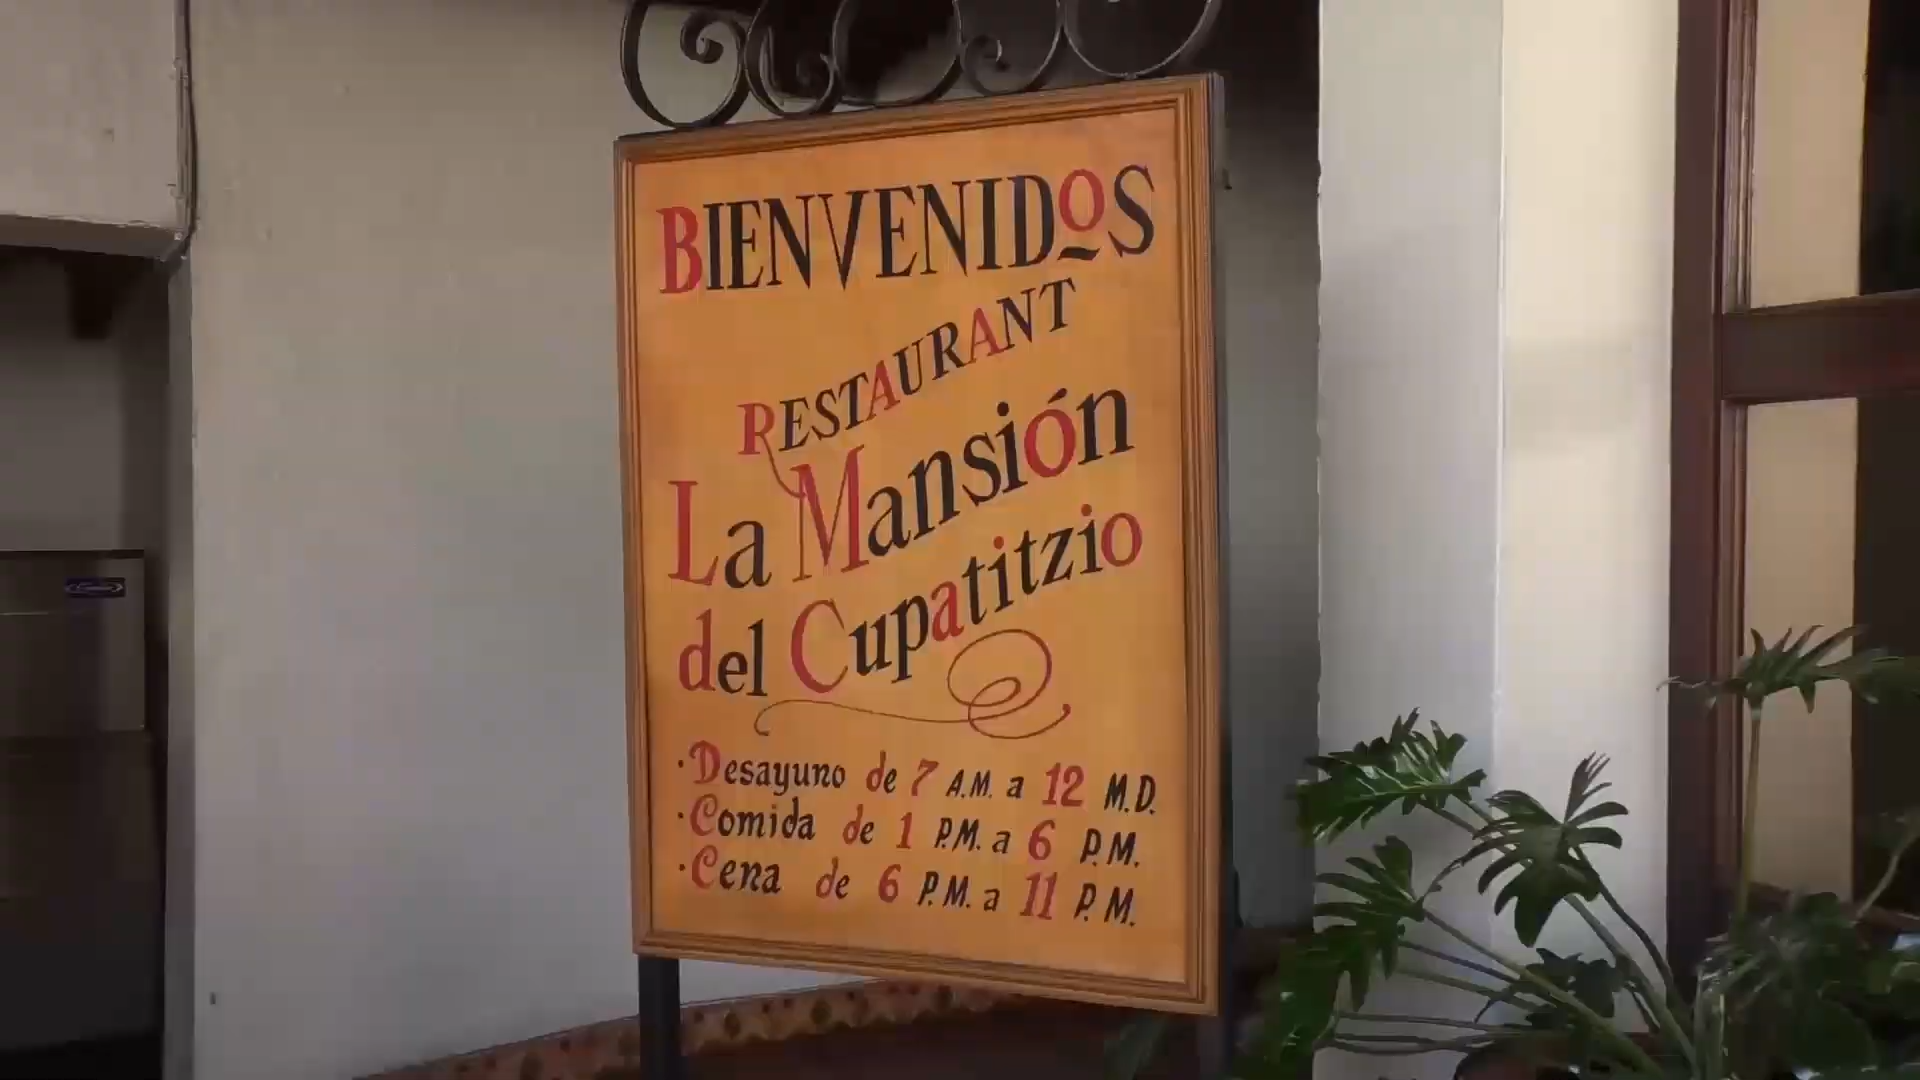 BIENVENIDOS
RESTAURANT
La Mansión
del Cupatitzio
·Desayuno de 7 A.M. a 12 M.D.
·Comida de 1 P.M. a 6 P.M.
·Cena de 6 P.M. a 11 P.M.